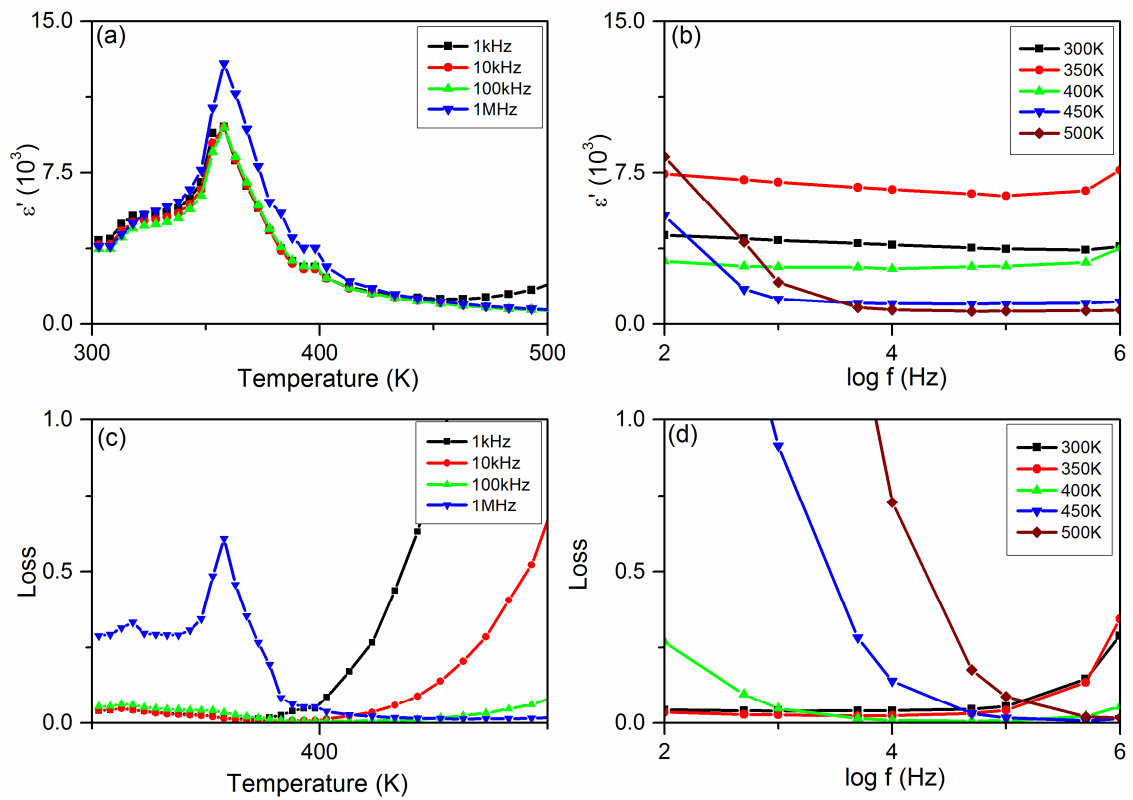 (a)
15.0
7.5
0.0
ε' (10³)
300
400
500
Temperature (K)
1kHz
10kHz
100kHz
1MHz
(b)
15.0
7.5
0.0
ε' (10³)
2
4
6
log f (Hz)
300K
350K
400K
450K
500K
(c)
1.0
0.5
0.0
Loss
400
Temperature (K)
1kHz
10kHz
100kHz
1MHz
(d)
1.0
0.5
0.0
Loss
2
4
6
log f (Hz)
300K
350K
400K
450K
500K